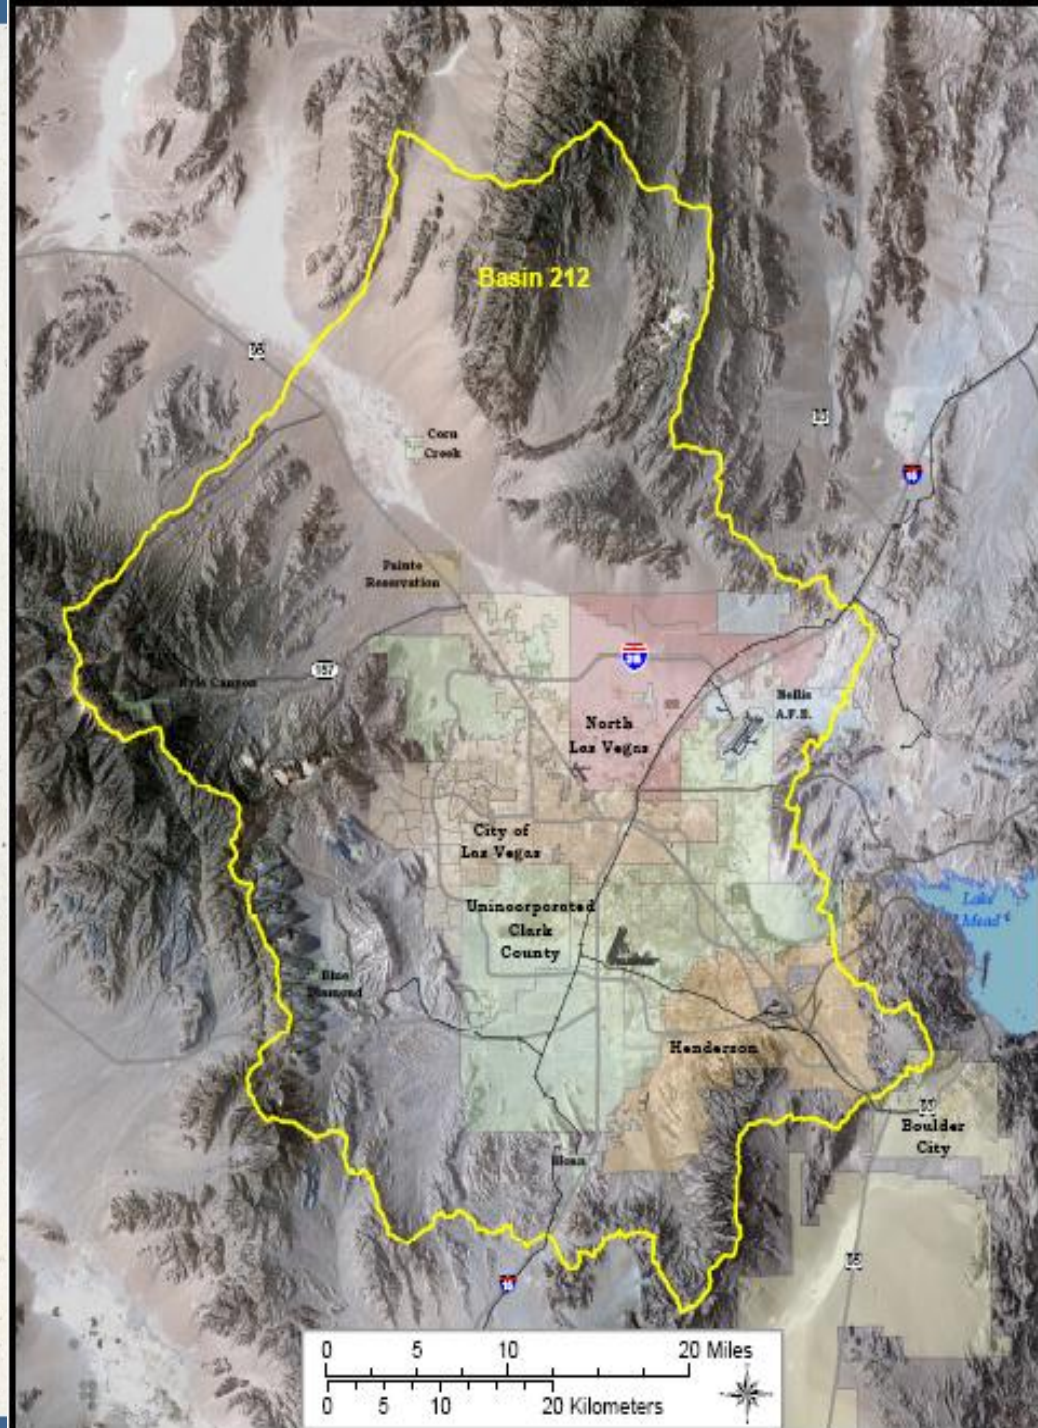 Basin 212
95
Corn
Creek
93
15
Paiute
Reservation
157
Kyle Canyon
North
Las Vegas
Nellis
A.F.B.
City of
Las Vegas
Unincorporated
Clark
County
Lake
Mead
Blue
Diamond
Henderson
Boulder
City
Sloan
95
15
0 5 10 20 Miles
0 5 10 20 Kilometers